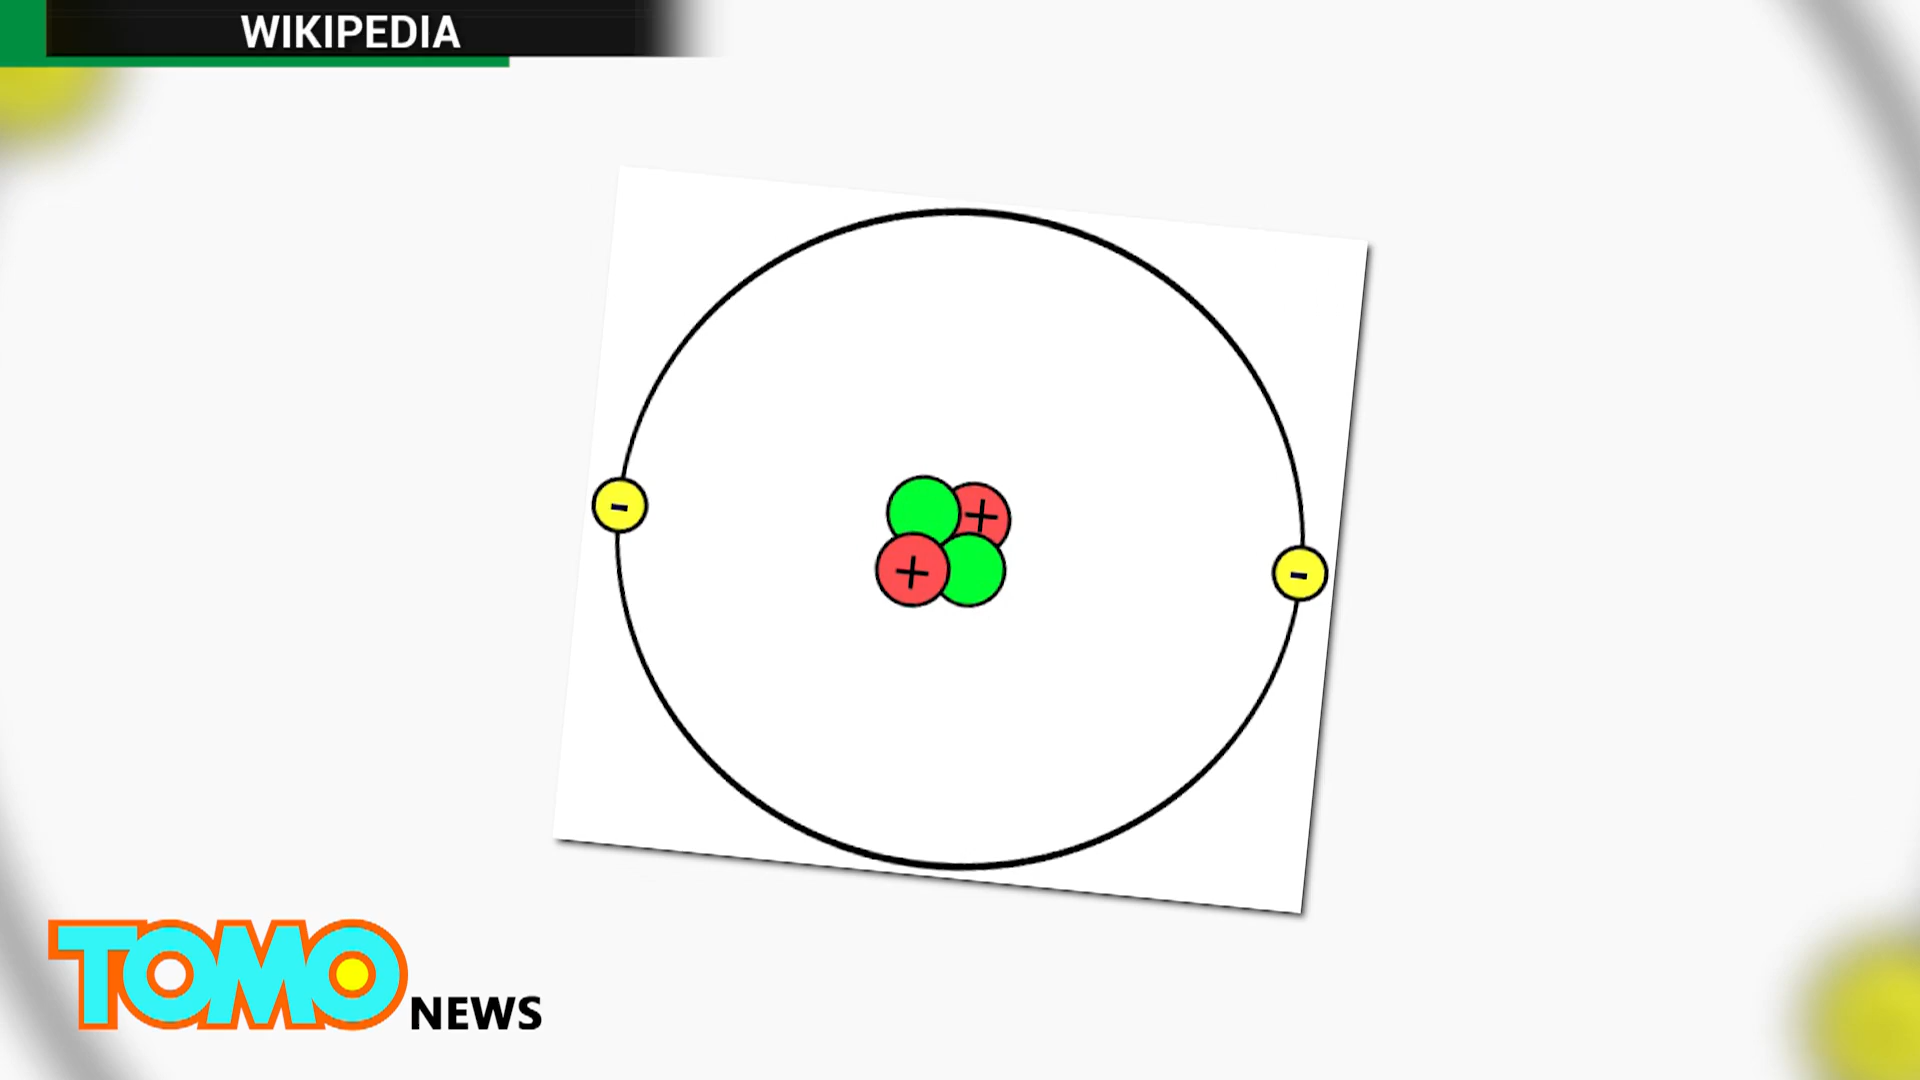 WIKIPEDIA
-
+
+
-
TOMO NEWS